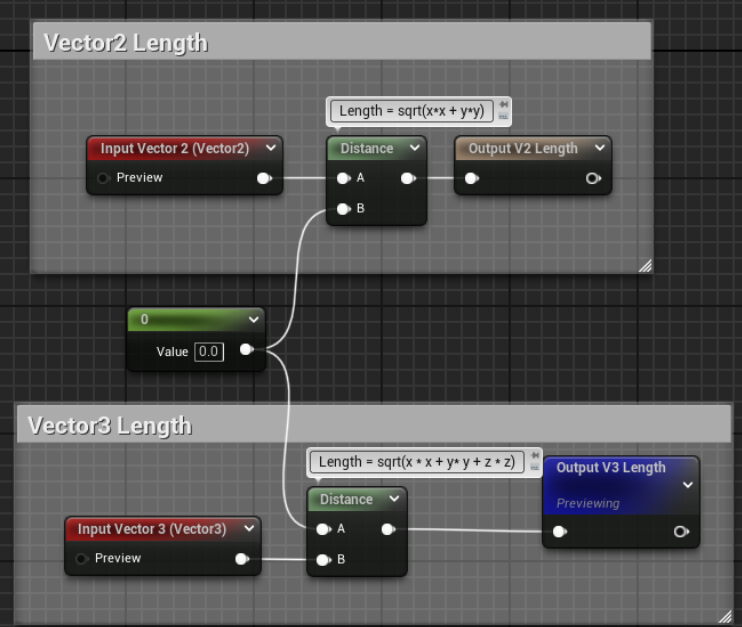 Vector2 Length
Length = sqrt(x*x + y*y)
Input Vector 2 (Vector2)
Preview
Distance
A
B
Output V2 Length
0
Value 0.0
Vector3 Length
Length = sqrt(x * x + y* y + z * z)
Output V3 Length
Previewing
Distance
A
B
Input Vector 3 (Vector3)
Preview